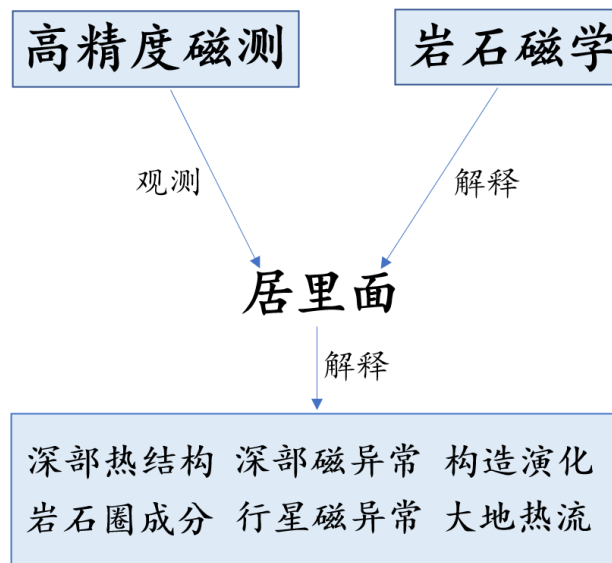 高精度磁测
岩石磁学
观测
解释
居里面
解释
深部热结构 深部磁异常 构造演化
岩石圈成分 行星磁异常 大地热流